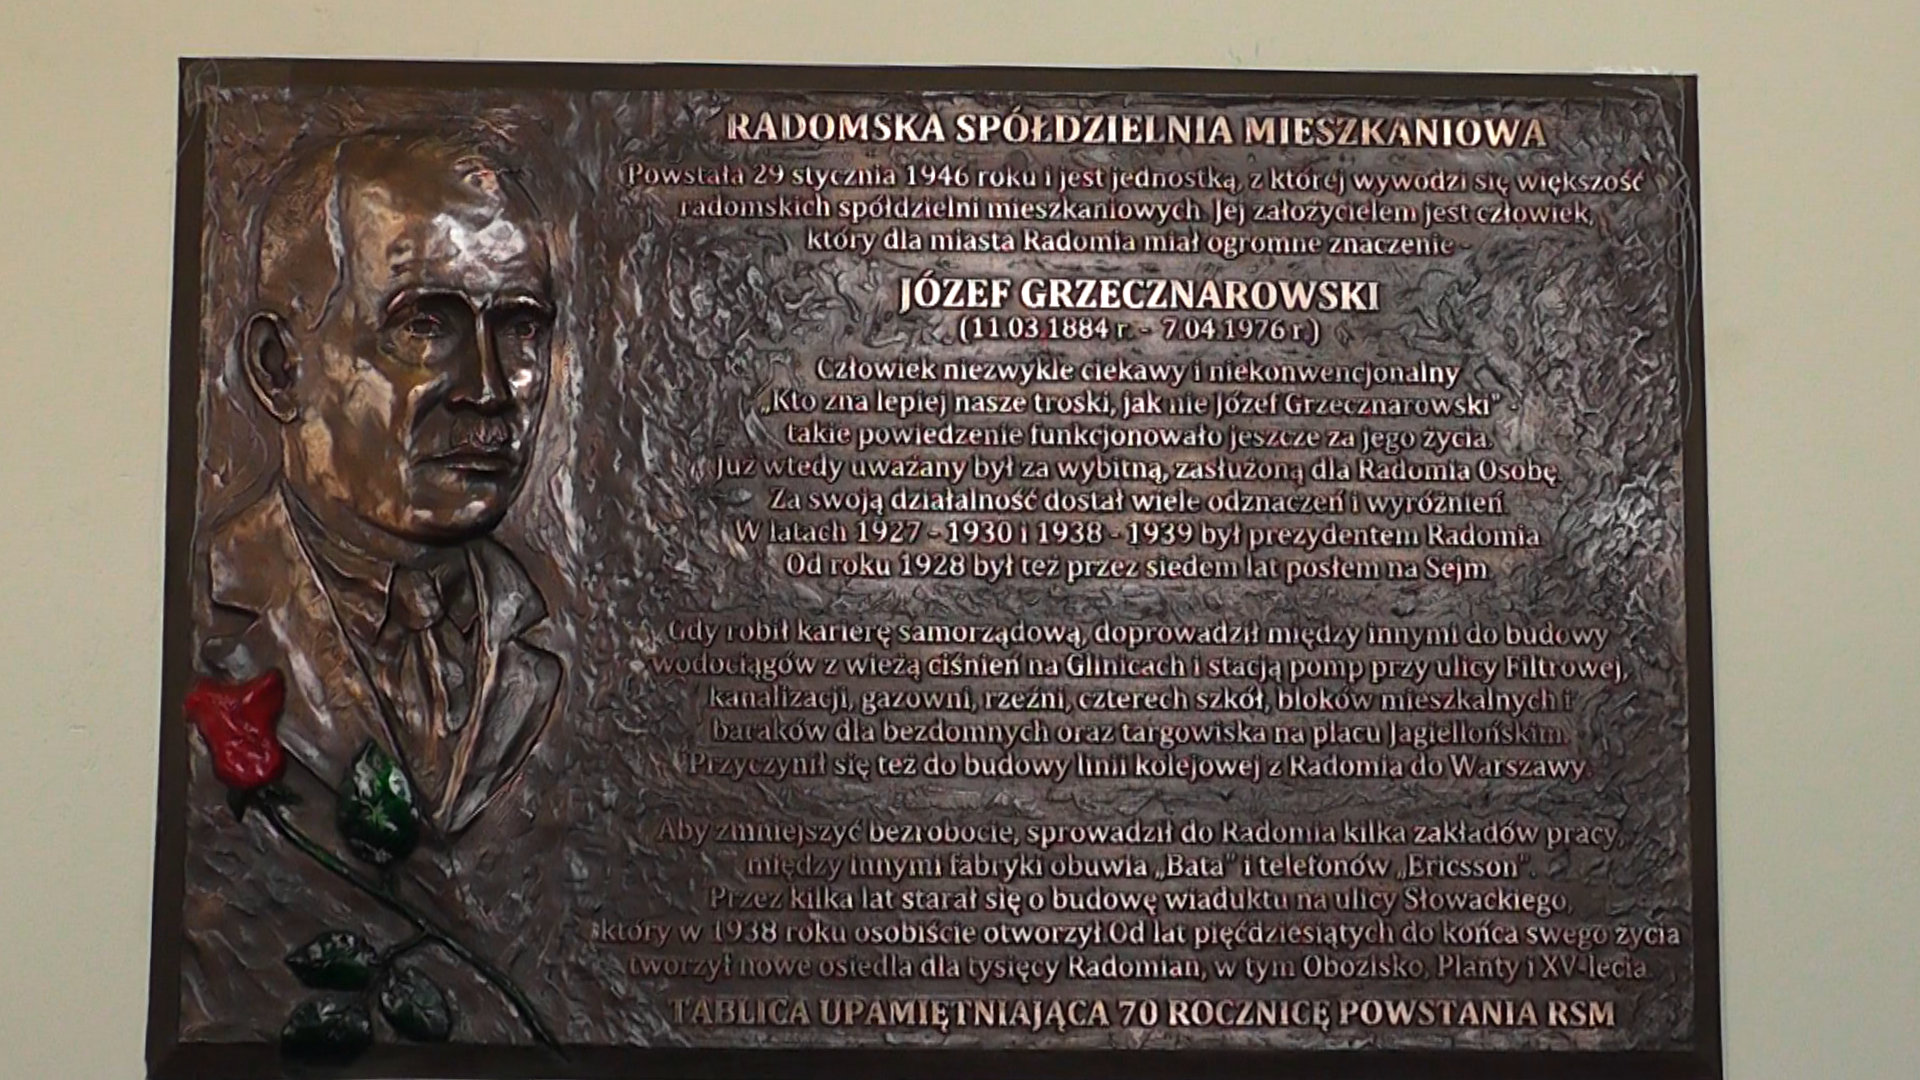 RADOMSKA SPÓŁDZIELNIA MIESZKANIOWA
Powstała 29 stycznia 1946 roku i jest jednostką, z której wywodzi się większość
radomskich spółdzielni mieszkaniowych. Jej założycielem jest człowiek,
który dla miasta Radomia miał ogromne znaczenie -
JÓZEF GRZECZNAROWSKI
(11.03.1884 r. - 7.04.1976 r.)
Człowiek niezwykle ciekawy i niekonwencjonalny
„Kto zna lepiej nasze troski, jak nie Józef Grzecznarowski" -
takie powiedzenie funkcjonowało jeszcze za jego życia.
Już wtedy uważany był za wybitną, zasłużoną dla Radomia Osobę.
Za swoją działalność dostał wiele odznaczeń i wyróżnień.
W latach 1927 - 1930 i 1938 - 1939 był prezydentem Radomia.
Od roku 1928 był też przez siedem lat posłem na Sejm.
Gdy robił karierę samorządową, doprowadził między innymi do budowy
wodociągów z wieżą ciśnień na Glinicach i stacją pomp przy ulicy Filtrowej,
kanalizacji, gazowni, rzeźni, czterech szkół, bloków mieszkalnych i
baraków dla bezdomnych oraz targowiska na placu Jagiellońskim.
Przyczynił się też do budowy linii kolejowej z Radomia do Warszawy.
Aby zmniejszyć bezrobocie, sprowadził do Radomia kilka zakładów pracy,
między innymi fabryki obuwia „Bata" i telefonów „Ericsson".
Przez kilka lat starał się o budowę wiaduktu na ulicy Słowackiego,
który w 1938 roku osobiście otworzył.Od lat pięćdziesiątych do końca swego życia
tworzył nowe osiedla dla tysięcy Radomian, w tym Obozisko, Planty i XV-lecia.
TABLICA UPAMIĘTNIAJĄCA 70 ROCZNICĘ POWSTANIA RSM